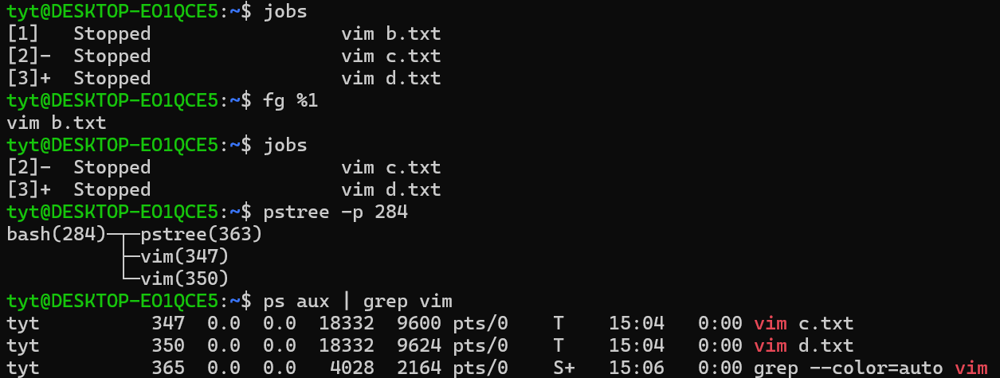 tyt@DESKTOP-EO1QCE5:~$ jobs
[1]   Stopped                 vim b.txt
[2]-  Stopped                 vim c.txt
[3]+  Stopped                 vim d.txt
tyt@DESKTOP-EO1QCE5:~$ fg %1
vim b.txt
tyt@DESKTOP-EO1QCE5:~$ jobs
[2]-  Stopped                 vim c.txt
[3]+  Stopped                 vim d.txt
tyt@DESKTOP-EO1QCE5:~$ pstree -p 284
bash(284)─┬─pstree(363)
          ├─vim(347)
          └─vim(350)
tyt@DESKTOP-EO1QCE5:~$ ps aux | grep vim
tyt          347  0.0  0.0  18332  9600 pts/0    T    15:04   0:00 vim c.txt
tyt          350  0.0  0.0  18332  9624 pts/0    T    15:04   0:00 vim d.txt
tyt          365  0.0  0.0   4028  2164 pts/0    S+   15:06   0:00 grep --color=auto vim